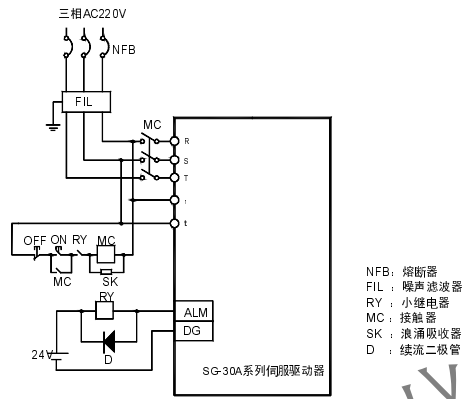 三相AC220V
NFB
FIL
MC
R
S
T
r
t
OFF ON RY MC
MC SK
RY
ALM
DG
24V
D
SG-30A系列伺服驱动器
NFB：熔断器
FIL：噪声滤波器
RY：小继电器
MC：接触器
SK：浪涌吸收器
D：续流二极管